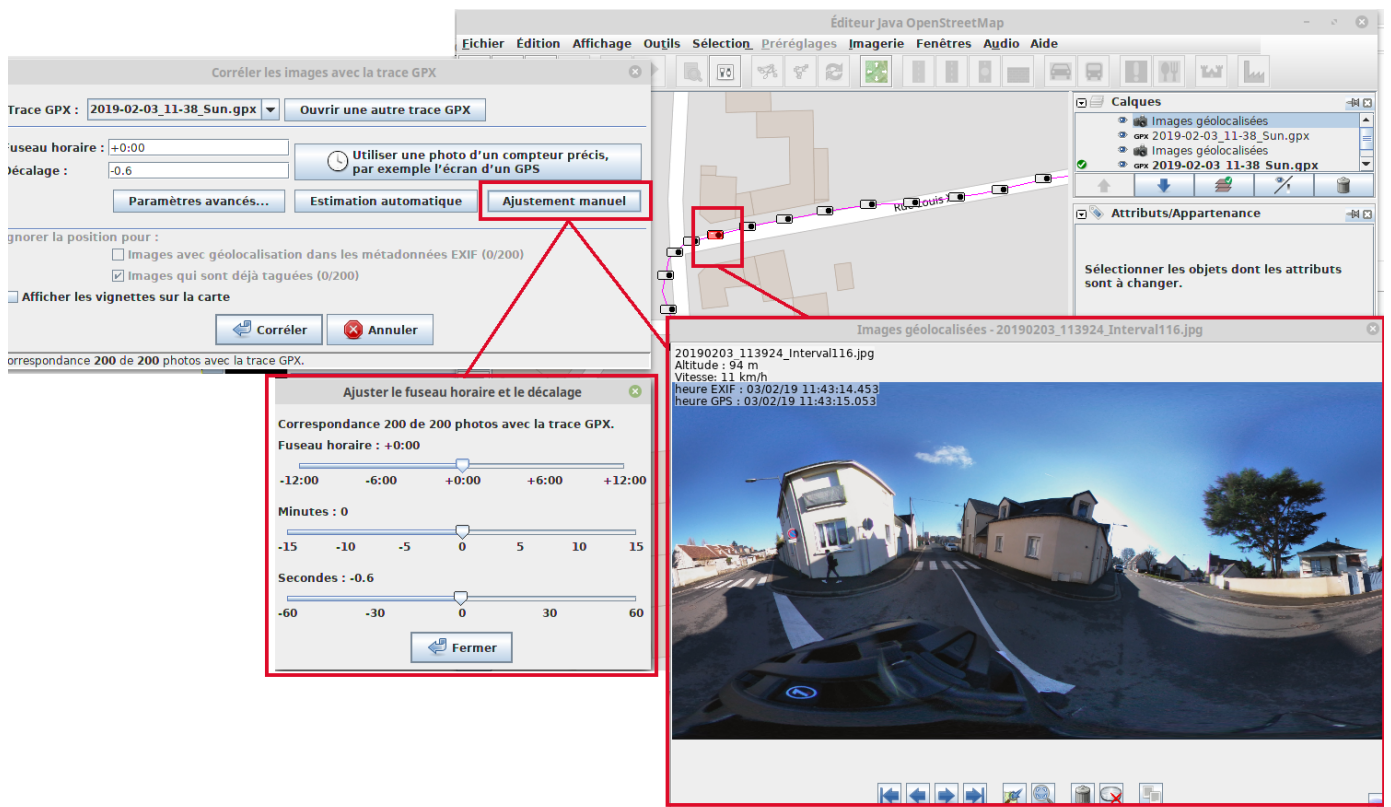 Éditeur Java OpenStreetMap
Fichier Édition Affichage Outils Sélection Préréglages Imagerie Fenêtres Audio Aide
Corréler les images avec la trace GPX
Trace GPX : 2019-02-03_11-38_Sun.gpx Ouvrir une autre trace GPX
Fuseau horaire : +0:00
Décalage : -0.6
Utiliser une photo d'un compteur précis,
par exemple l'écran d'un GPS
Paramètres avancés... Estimation automatique Ajustement manuel
gnorer la position pour :
Images avec géolocalisation dans les métadonnées EXIF (0/200)
Images qui sont déjà taguées (0/200)
Afficher les vignettes sur la carte
Corréler Annuler
orrespondance 200 de 200 photos avec la trace GPX.
Rue Louis
Calques
Images géolocalisées
GPX 2019-02-03_11-38_Sun.gpx
Images géolocalisées
GPX 2019-02-03 11-38 Sun.gpx
Attributs/Appartenance
Sélectionner les objets dont les attributs
sont à changer.
Ajuster le fuseau horaire et le décalage
Correspondance 200 de 200 photos avec la trace GPX.
Fuseau horaire : +0:00
-12:00 -6:00 +0:00 +6:00 +12:00
Minutes : 0
-15 -10 -5 0 5 10 15
Secondes : -0.6
-60 -30 0 30 60
Fermer
Images géolocalisées - 20190203_113924_Interval116.jpg
20190203_113924_Interval116.jpg
Altitude : 94 m
Vitesse: 11 km/h
heure EXIF : 03/02/19 11:43:14.453
heure GPS : 03/02/19 11:43:15.053